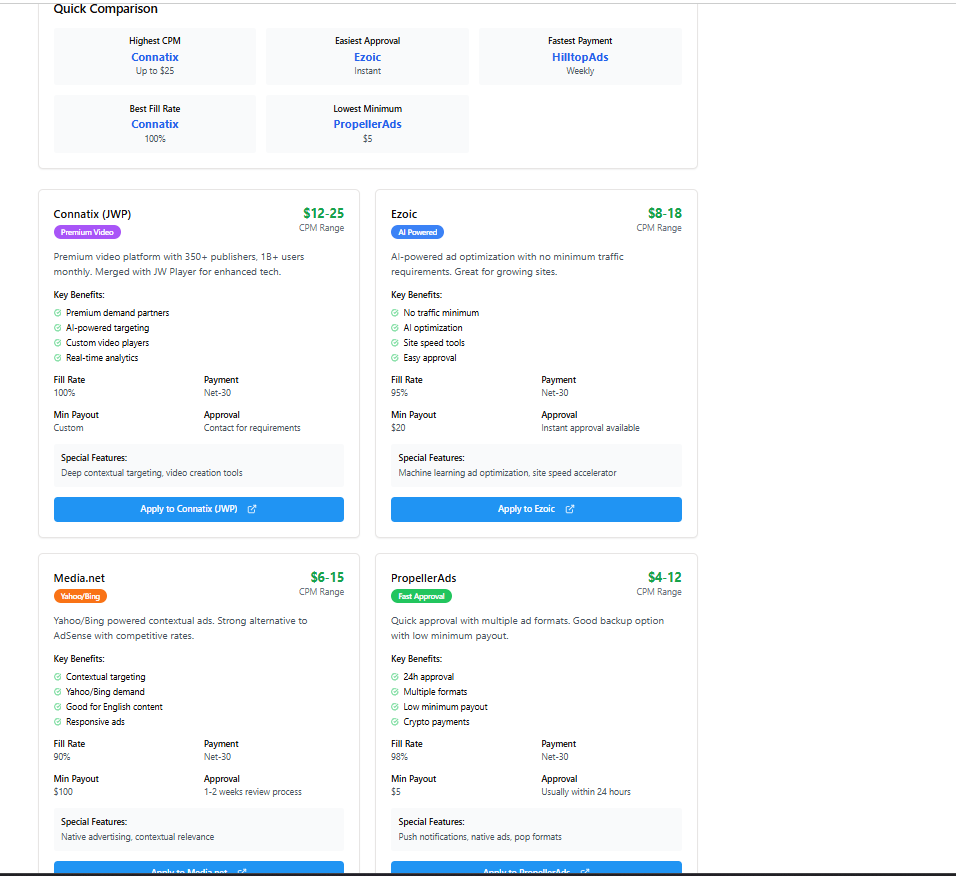 Quick Comparison
Highest CPM
Connatix
Up to $25
Easiest Approval
Ezoic
Instant
Fastest Payment
HilltopAds
Weekly
Best Fill Rate
Connatix
100%
Lowest Minimum
PropellerAds
$5
Connatix (JWP)
$12-25
Premium Video
CPM Range
Premium video platform with 350+ publishers, 1B+ users
monthly. Merged with JW Player for enhanced tech.
Key Benefits:
Premium demand partners
AI-powered targeting
Custom video players
Real-time analytics
Fill Rate
100%
Payment
Net-30
Min Payout
Custom
Approval
Contact for requirements
Special Features:
Deep contextual targeting, video creation tools
Apply to Connatix (JWP)
Ezoic
$8-18
AI Powered
CPM Range
AI-powered ad optimization with no minimum traffic
requirements. Great for growing sites.
Key Benefits:
No traffic minimum
AI optimization
Site speed tools
Easy approval
Fill Rate
95%
Payment
Net-30
Min Payout
$20
Approval
Instant approval available
Special Features:
Machine learning ad optimization, site speed accelerator
Apply to Ezoic
Media.net
$6-15
Yahoo/Bing
CPM Range
Yahoo/Bing powered contextual ads. Strong alternative to
AdSense with competitive rates.
Key Benefits:
Contextual targeting
Yahoo/Bing demand
Good for English content
Responsive ads
Fill Rate
90%
Payment
Net-30
Min Payout
$100
Approval
1-2 weeks review process
Special Features:
Native advertising, contextual relevance
Apply to Media.net
PropellerAds
$4-12
Fast Approval
CPM Range
Quick approval with multiple ad formats. Good backup option
with low minimum payout.
Key Benefits:
24h approval
Multiple formats
Low minimum payout
Crypto payments
Fill Rate
98%
Payment
Net-30
Min Payout
$5
Approval
Usually within 24 hours
Special Features:
Push notifications, native ads, pop formats
Apply to PropellerAds